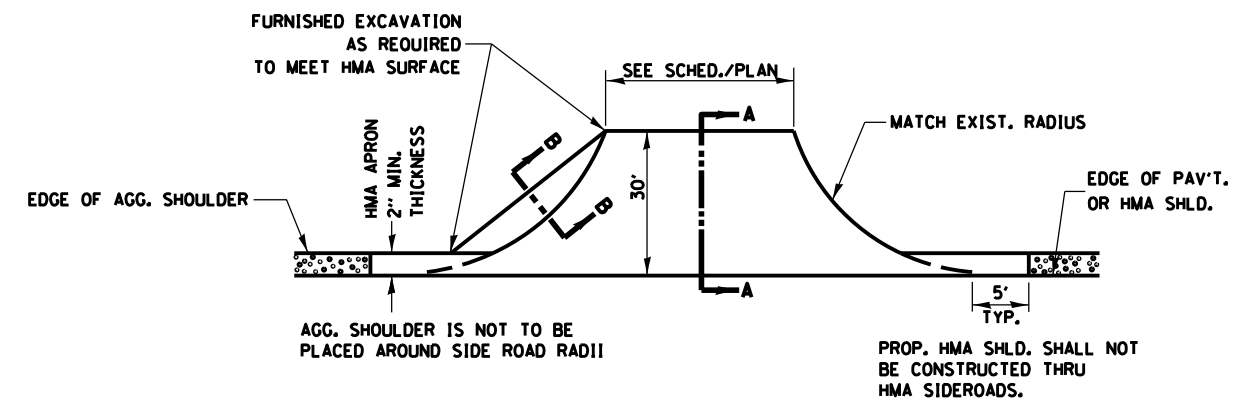 FURNISHED EXCAVATION
AS REQUIRED
TO MEET HMA SURFACE
SEE SCHED./PLAN
A
MATCH EXIST. RADIUS
HMA APRON
2" MIN.
THICKNESS
B
B
30'
EDGE OF AGG. SHOULDER
EDGE OF PAV'T.
OR HMA SHLD.
A
5'
TYP.
AGG. SHOULDER IS NOT TO BE
PLACED AROUND SIDE ROAD RADII
PROP. HMA SHLD. SHALL NOT
BE CONSTRUCTED THRU
HMA SIDEROADS.